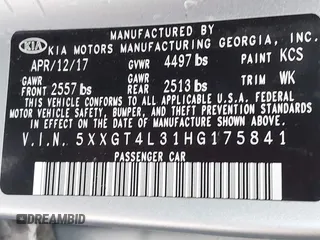 MANUFACTURED BY
KIA KIA MOTORS MANUFACTURING GEORGIA, INC.
APR/12/17 GVWR 4497 lbs PAINT KCS
GAWR GAWR
FRONT 2557 lbs REAR 2513 lbs TRIM WK
THIS VEHICLE CONFORMS TO ALL APPLICABLE U.S.A. FEDERAL
MOTOR VEHICLE SAFETY, BUMPER, AND THEFT PREVENTION
STANDARDS IN EFFECT ON THE DATE OF MANUFACTURE SHOWN ABOVE.
V.I.N. 5XXGT4L31HG175841
PASSENGER CAR
DREAMBID